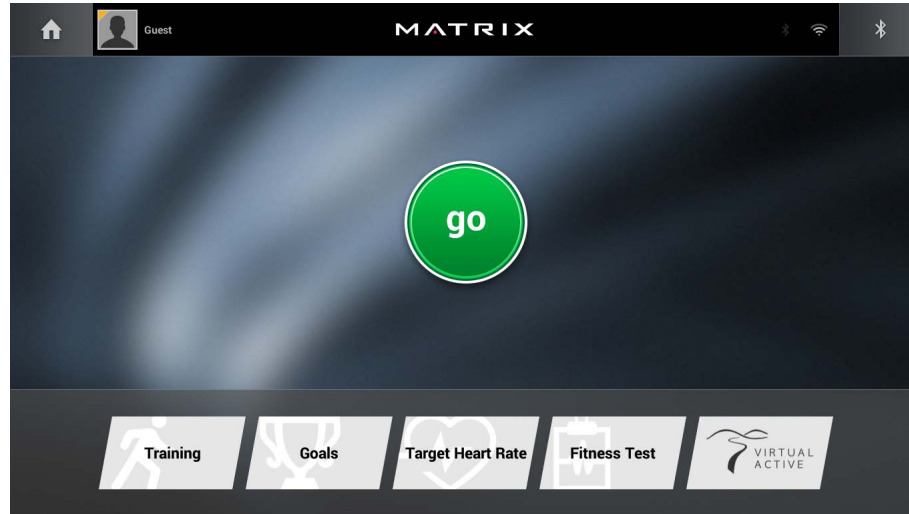 Guest
MATRIX
go
Training
Goals
Target Heart Rate
Fitness Test
VIRTUAL
ACTIVE